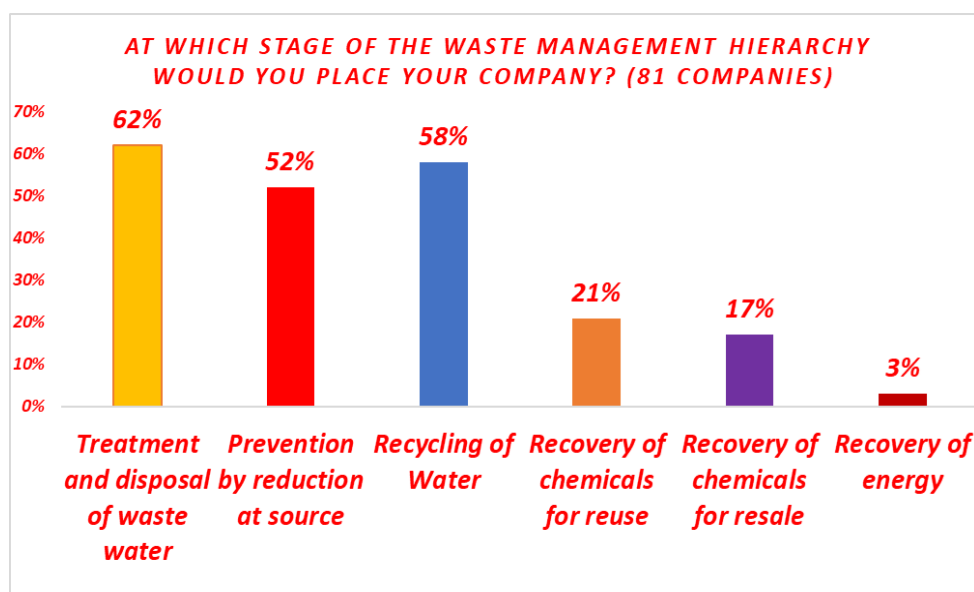 AT WHICH STAGE OF THE WASTE MANAGEMENT HIERARCHY
WOULD YOU PLACE YOUR COMPANY? (81 COMPANIES)
70%
60%
50%
40%
30%
20%
10%
0%
62%
52%
58%
21%
17%
3%
Treatment
and disposal
of waste
water
Prevention
by reduction
at source
Recycling of
Water
Recovery of
chemicals
for reuse
Recovery of
chemicals
for resale
Recovery of
energy